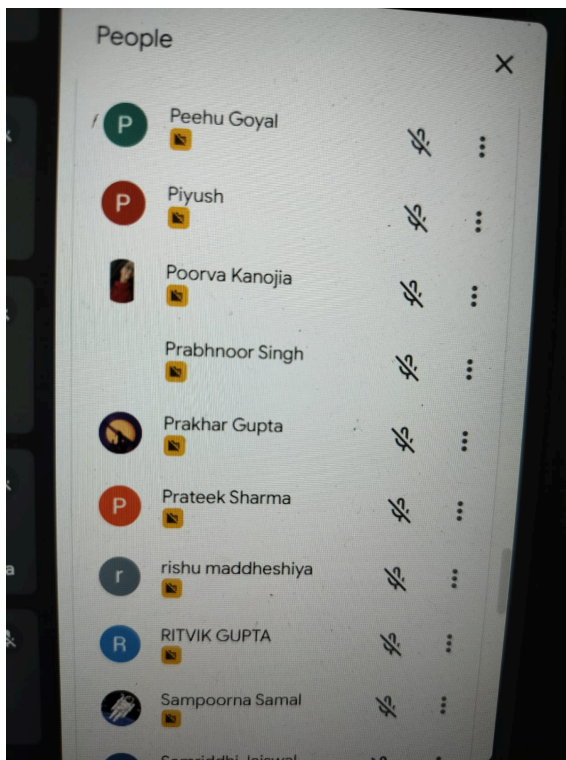 People
P Peehu Goyal
P Piyush
Poorva Kanojia
Prabhnoor Singh
Prakhar Gupta
P Prateek Sharma
r rishu maddheshiya
R RITVIK GUPTA
Sampoorna Samal